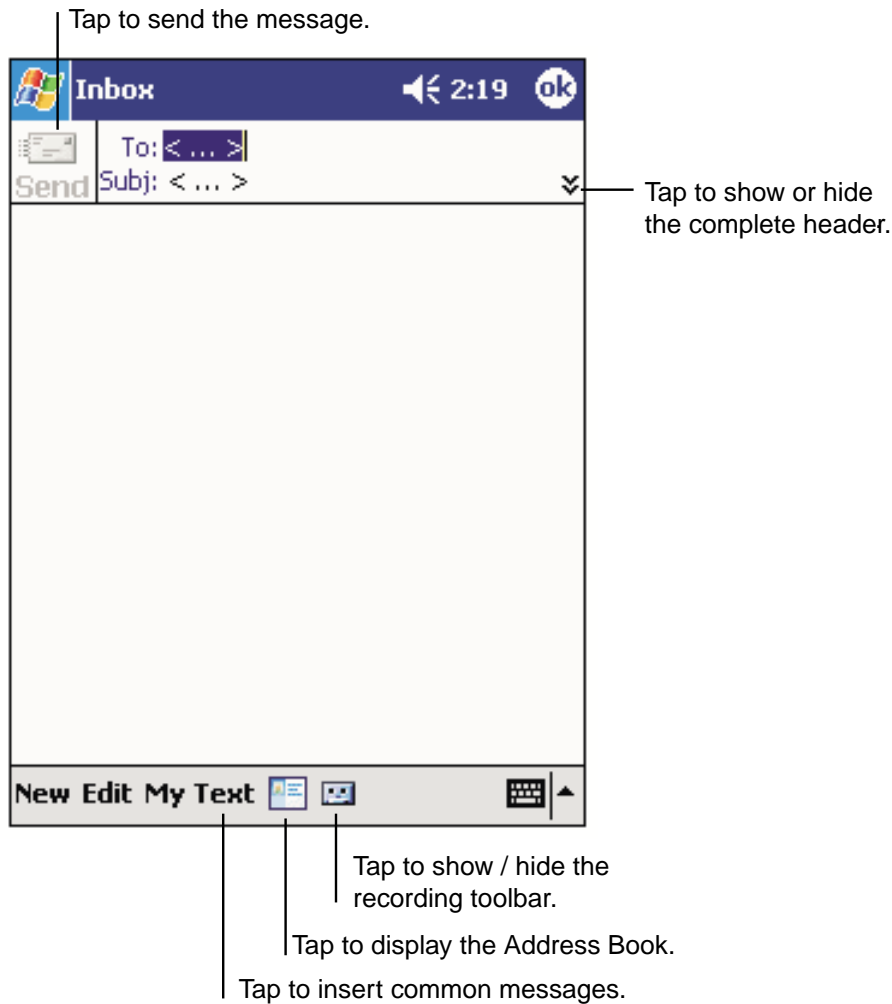 Tap to send the message.
Inbox 2:19 ok
To: < ... >
Send Subj: < ... >
Tap to show or hide
the complete header.
New Edit My Text
Tap to show / hide the
recording toolbar.
Tap to display the Address Book.
Tap to insert common messages.